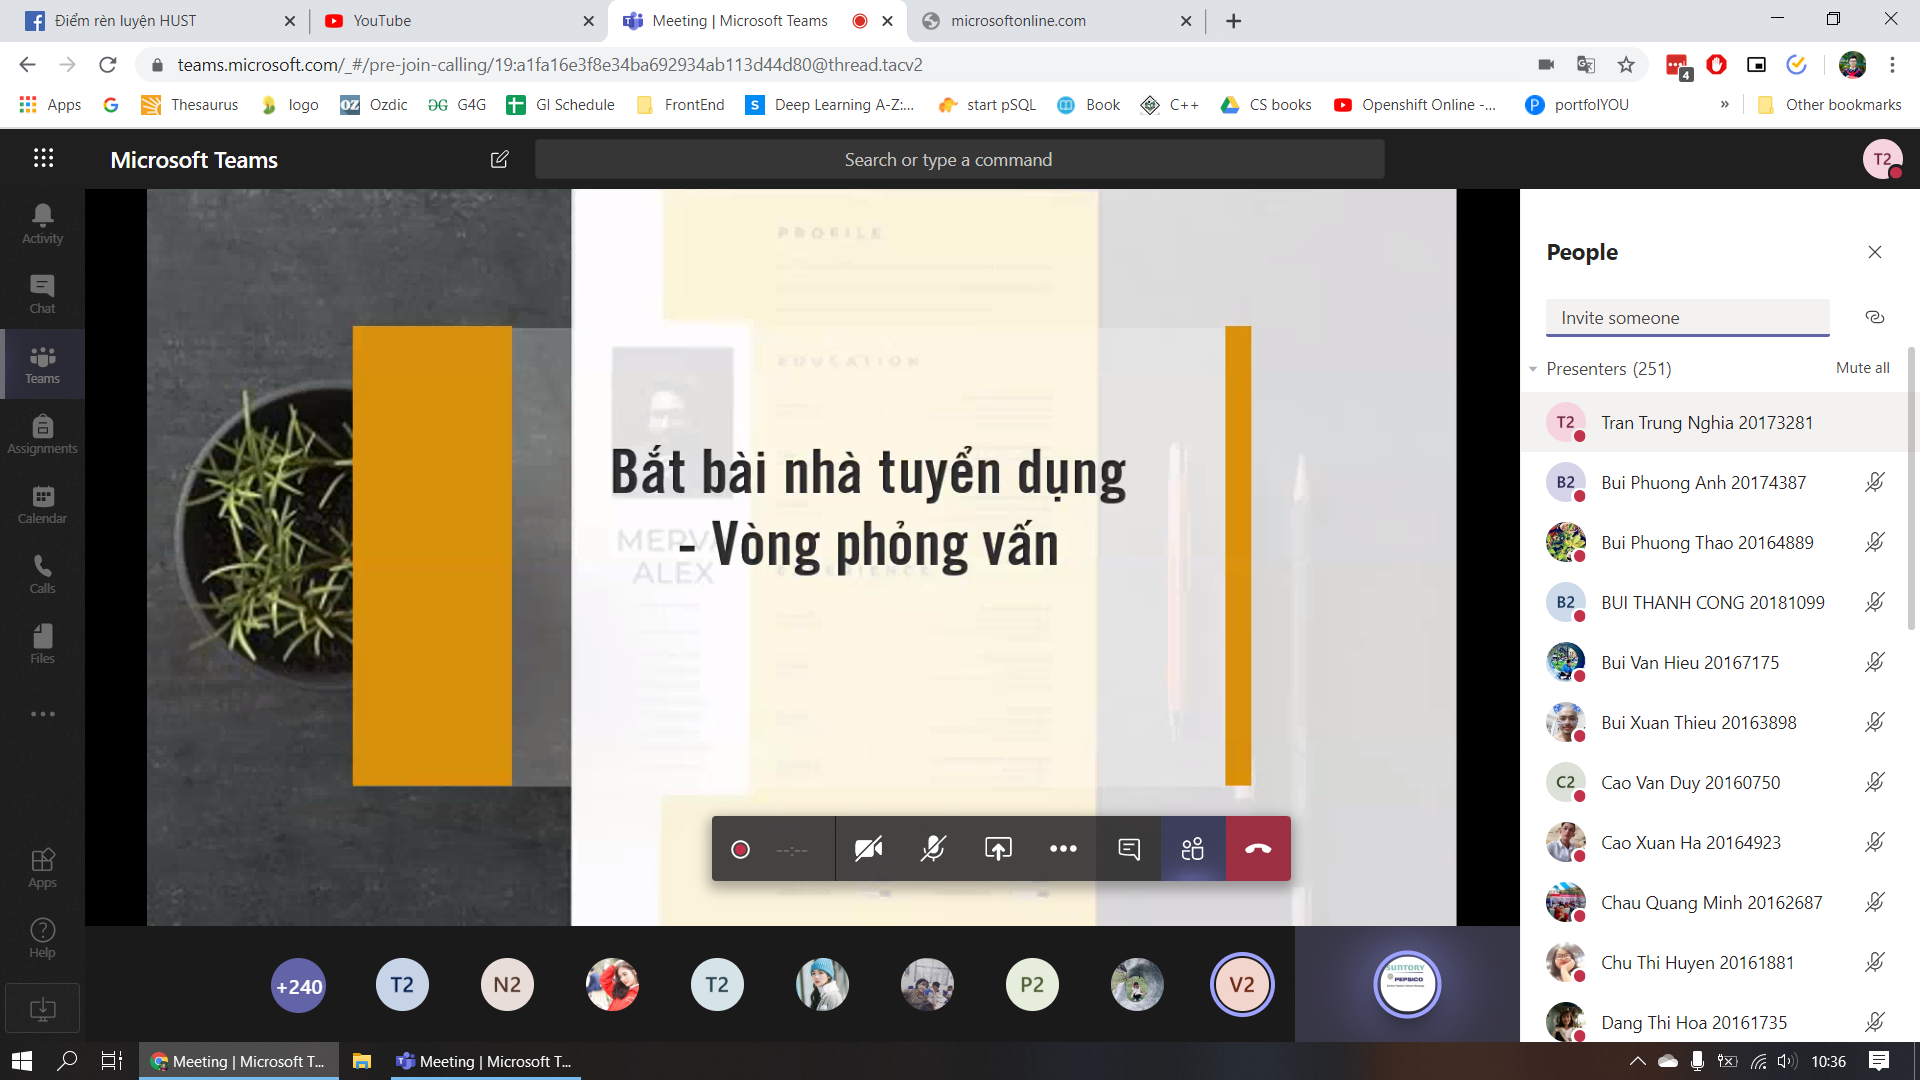 Điểm rèn luyện HUST
YouTube
Meeting | Microsoft Teams
microsoftonline.com
teams.microsoft.com/_#/pre-join-calling/19:a1fa16e3f8e34ba692934ab113d44d80@thread.tacv2
4
Apps
Thesaurus
logo
OZ
Ozdic
G4G
GI Schedule
FrontEnd
S
Deep Learning A-Z:...
start pSQL
Book
C++
CS books
Openshift Online -...
P
portfolYOU
»
Other bookmarks
Microsoft Teams
Search or type a command
T2
Activity
Chat
Teams
Assignments
Calendar
Calls
Files
Apps
Help
PROFILE
EDUCATION
Bắt bài nhà tuyển dụng
- Vòng phỏng vấn
ALEX
--:--
People
Invite someone
Presenters (251)
Mute all
T2
Tran Trung Nghia 20173281
B2
Bui Phuong Anh 20174387
Bui Phuong Thao 20164889
B2
BUI THANH CONG 20181099
Bui Van Hieu 20167175
Bui Xuan Thieu 20163898
C2
Cao Van Duy 20160750
Cao Xuan Ha 20164923
Chau Quang Minh 20162687
Chu Thi Huyen 20161881
Dang Thi Hoa 20161735
+240
T2
N2
T2
P2
V2
SUNTORY
PEPSICO
Meeting | Microsoft T...
Meeting | Microsoft T...
10:36